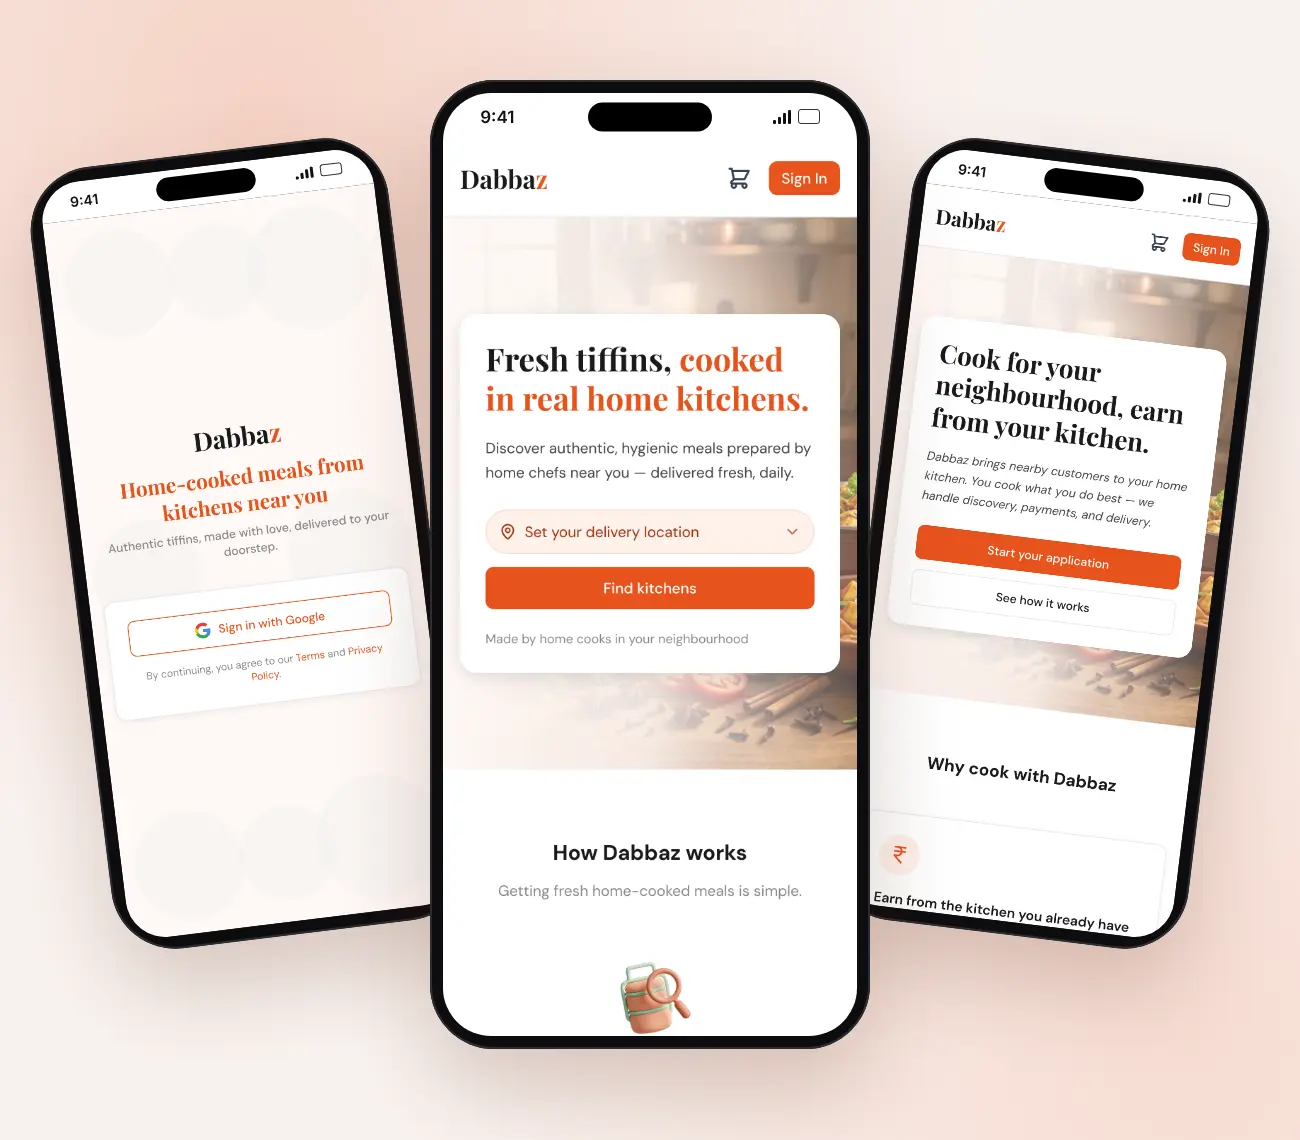 9:41
Dabbaz
Home-cooked meals from
kitchens near you
Authentic tiffins, made with love, delivered to your
doorstep.
Sign in with Google
By continuing, you agree to our Terms and Privacy
Policy.
9:41
Dabbaz
Sign In
Fresh tiffins, cooked
in real home kitchens.
Discover authentic, hygienic meals prepared by
home chefs near you — delivered fresh, daily.
Set your delivery location
Find kitchens
Made by home cooks in your neighbourhood
How Dabbaz works
Getting fresh home-cooked meals is simple.
9:41
Dabbaz
Sign In
Cook for your
neighbourhood, earn
from your kitchen.
Dabbaz brings nearby customers to your home
kitchen. You cook what you do best — we
handle discovery, payments, and delivery.
Start your application
See how it works
Why cook with Dabbaz
₹
Earn from the kitchen you already have